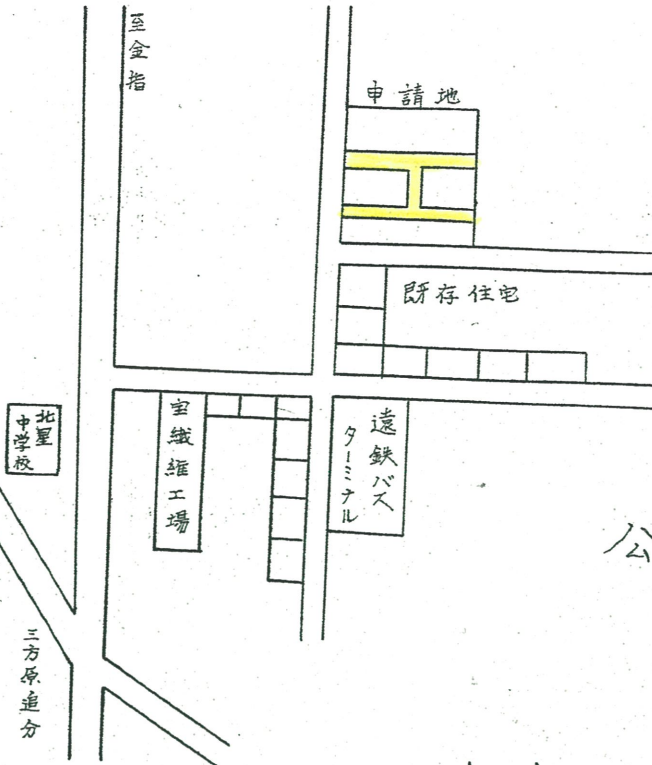 至金指
申請地
既存住宅
北星
中学校
宝繊維工場
遠鉄バス
ターミナル
公
三方原追分